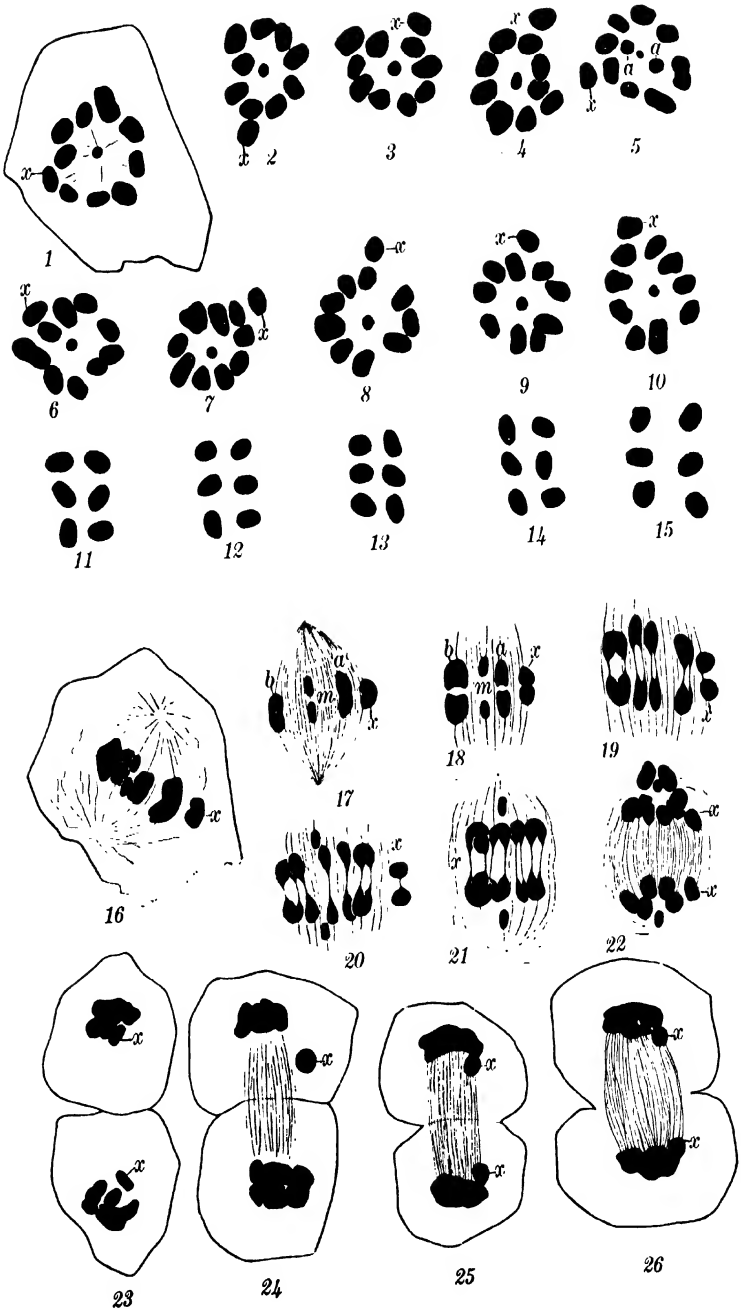 x x x a a x
x
x 2 3 4 5
1
x x x x
x
6 7 8 9 10
11 12 13 14 15
b a m x b a m x x
x
17 18 19
16
x x x x
20 21 22
x x x x
x x x
23 24 25 26